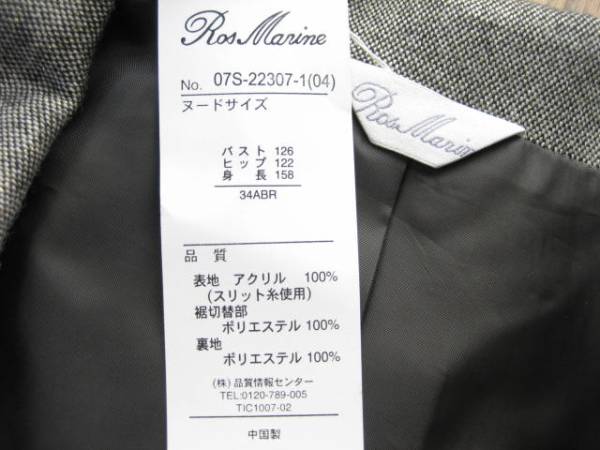 Ros Marine
No. 07S-22307-1(04)
ヌードサイズ
バスト 126
ヒップ 122
身長 158
34ABR
品質
表地 アクリル 100%
(スリット糸使用)
裾切替部
ポリエステル 100%
裏地
ポリエステル 100%
(株)品質情報センター
TEL:0120-789-005
TIC1007-02
中国製
Ros Marine